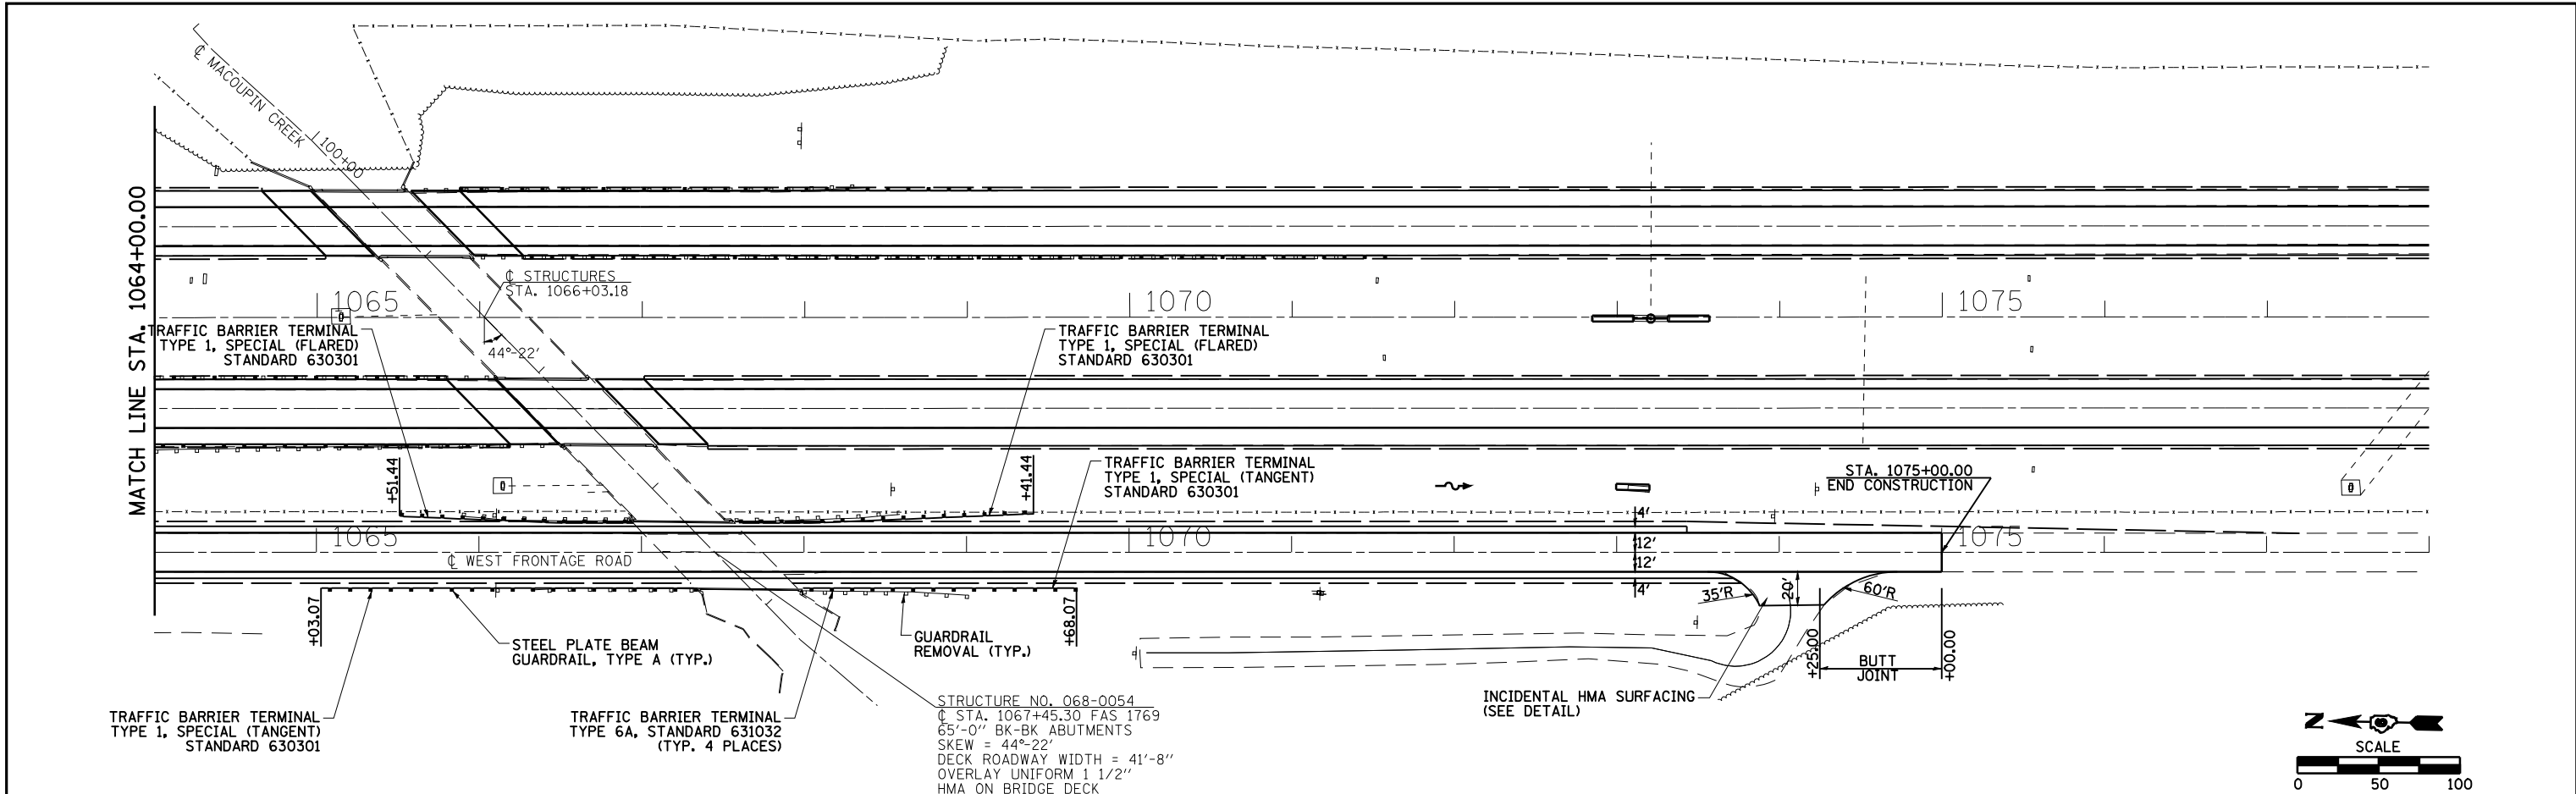 ℄ MACOUPIN CREEK
100+00
MATCH LINE STA. 1064+00.00
℄ STRUCTURES
STA. 1066+03.18
1065
1070
1075
44°-22'
TRAFFIC BARRIER TERMINAL
TYPE 1, SPECIAL (FLARED)
STANDARD 630301
TRAFFIC BARRIER TERMINAL
TYPE 1, SPECIAL (FLARED)
STANDARD 630301
+51.44
+41.44
TRAFFIC BARRIER TERMINAL
TYPE 1, SPECIAL (TANGENT)
STANDARD 630301
STA. 1075+00.00
END CONSTRUCTION
1065
1070
1075
℄ WEST FRONTAGE ROAD
4'
12'
12'
4'
35'R
20'
60'R
+03.07
+68.07
+25.00
+00.00
BUTT
JOINT
STEEL PLATE BEAM
GUARDRAIL, TYPE A (TYP.)
GUARDRAIL
REMOVAL (TYP.)
INCIDENTAL HMA SURFACING
(SEE DETAIL)
TRAFFIC BARRIER TERMINAL
TYPE 1, SPECIAL (TANGENT)
STANDARD 630301
TRAFFIC BARRIER TERMINAL
TYPE 6A, STANDARD 631032
(TYP. 4 PLACES)
STRUCTURE NO. 068-0054
℄ STA. 1067+45.30 FAS 1769
65'-0'' BK-BK ABUTMENTS
SKEW = 44°-22'
DECK ROADWAY WIDTH = 41'-8''
OVERLAY UNIFORM 1 1/2''
HMA ON BRIDGE DECK
N
SCALE
0 50 100